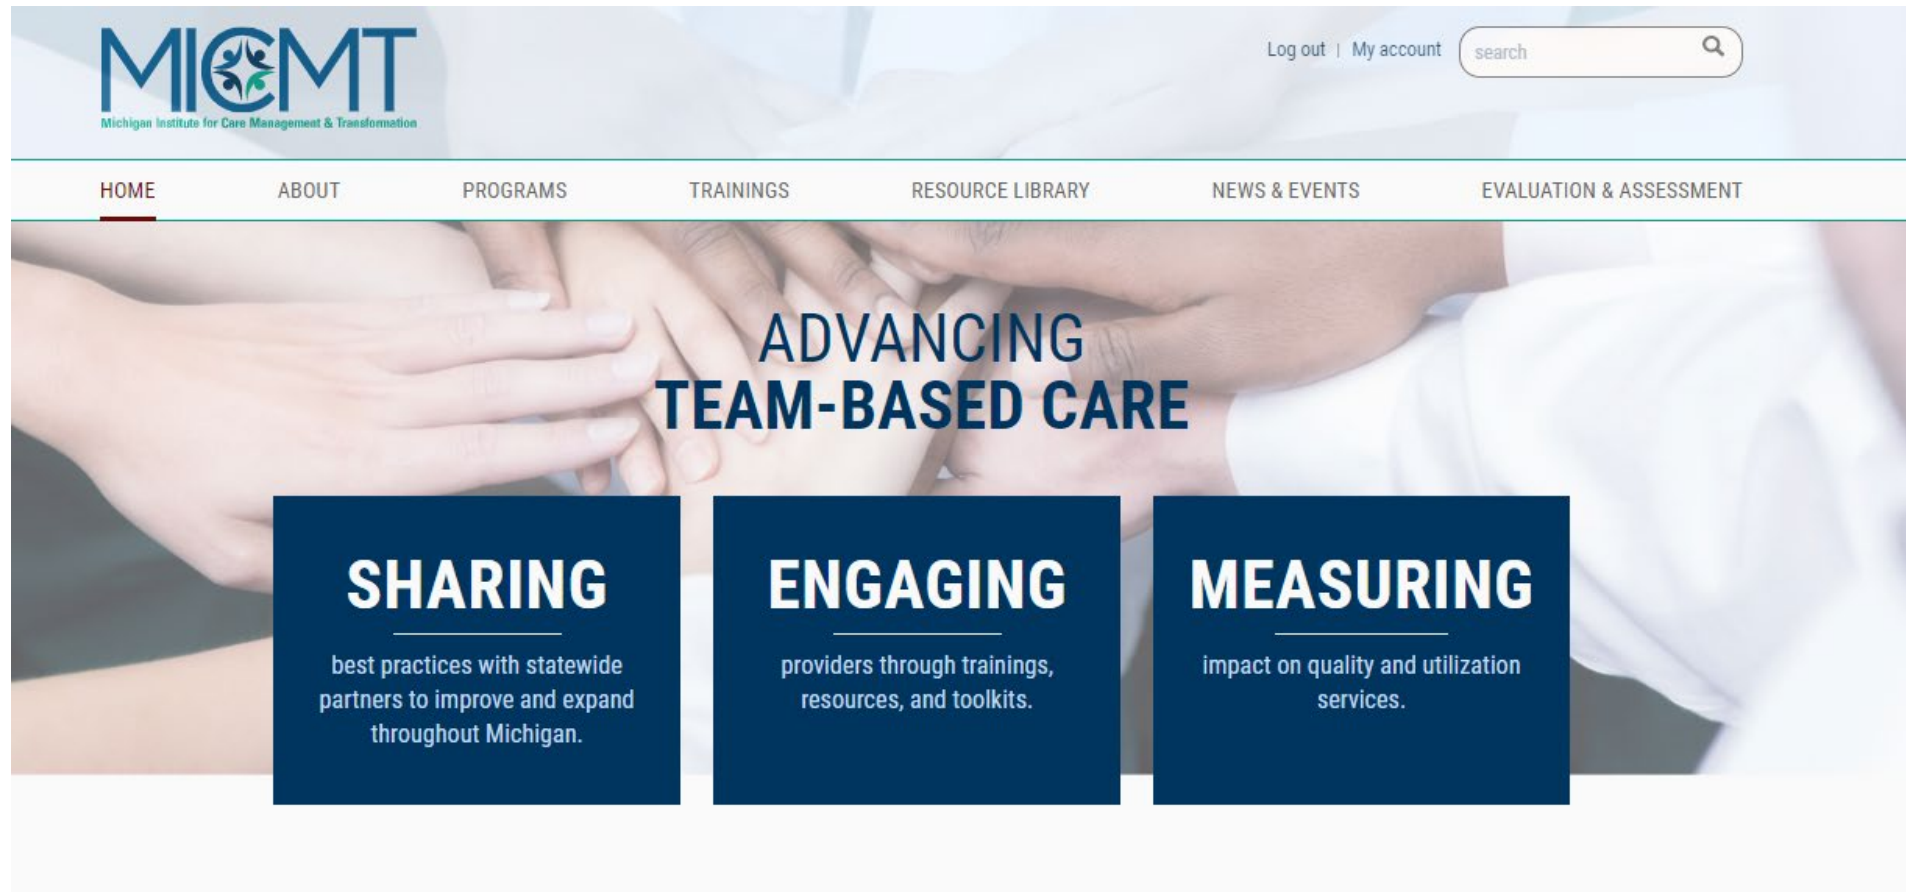 MICMT
Michigan Institute for Care Management & Transformation
Log out | My account
search
HOME ABOUT PROGRAMS TRAININGS RESOURCE LIBRARY NEWS & EVENTS EVALUATION & ASSESSMENT
ADVANCING
TEAM-BASED CARE
SHARING
best practices with statewide
partners to improve and expand
throughout Michigan.
ENGAGING
providers through trainings,
resources, and toolkits.
MEASURING
impact on quality and utilization
services.